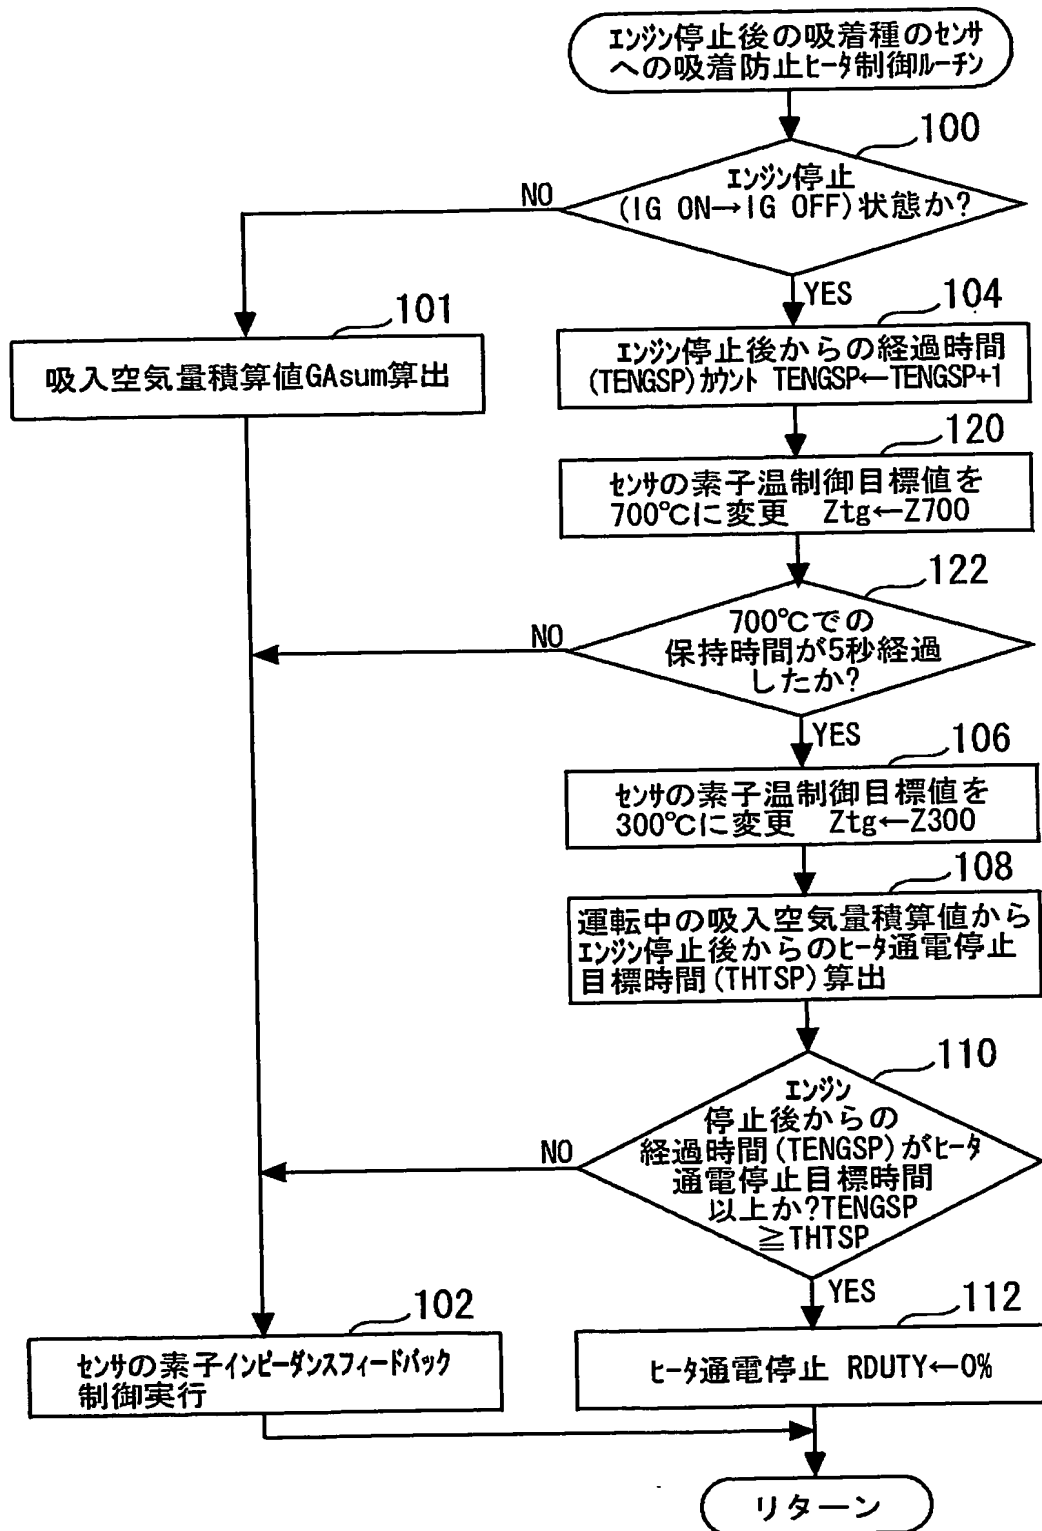 エンジン停止後の吸着種のセンサ
への吸着防止ヒータ制御ルーチン
100
エンジン停止
(IG ON→IG OFF)状態か?
NO
YES
101
吸入空気量積算値GAsum算出
104
エンジン停止後からの経過時間
(TENGSP)カウント TENGSP←TENGSP+1
120
センサの素子温制御目標値を
700℃に変更 Ztg←Z700
122
700℃での
保持時間が5秒経過
したか?
NO
YES
106
センサの素子温制御目標値を
300℃に変更 Ztg←Z300
108
運転中の吸入空気量積算値から
エンジン停止後からのヒータ通電停止
目標時間(THTSP)算出
110
エンジン
停止後からの
経過時間(TENGSP)がヒータ
通電停止目標時間
以上か?TENGSP
≧THTSP
NO
YES
102
センサの素子インピーダンスフィードバック
制御実行
112
ヒータ通電停止 RDUTY←0%
リターン